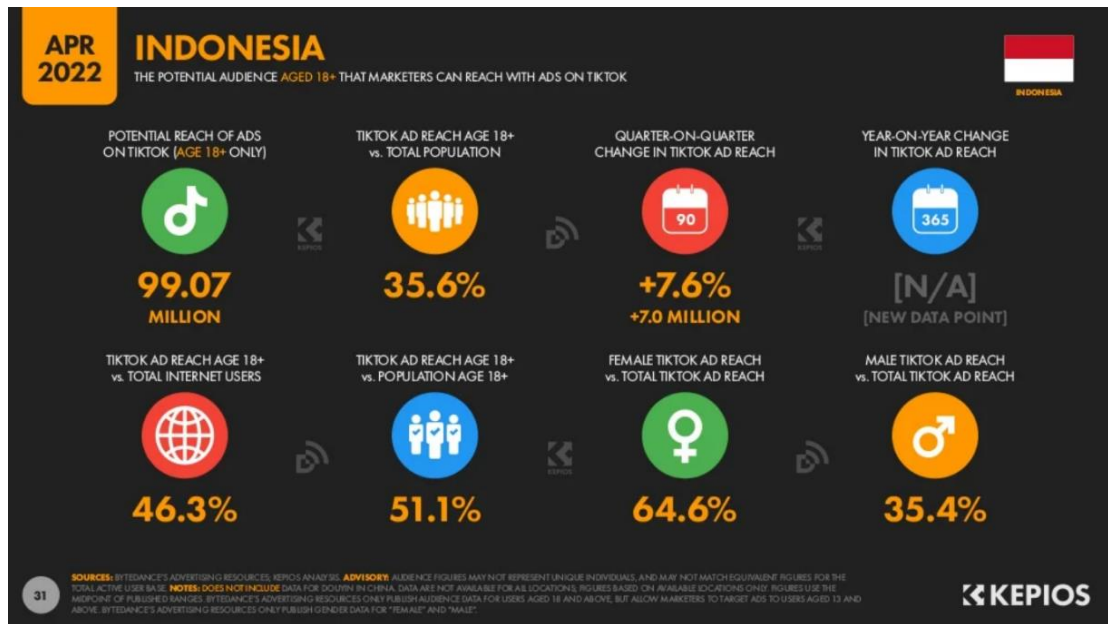 APR
2022
INDONESIA
THE POTENTIAL AUDIENCE AGED 18+ THAT MARKETERS CAN REACH WITH ADS ON TIKTOK
INDONESIA
POTENTIAL REACH OF ADS
ON TIKTOK (AGE 18+ ONLY)
99.07
MILLION
TIKTOK AD REACH AGE 18+
vs. TOTAL POPULATION
35.6%
QUARTER-ON-QUARTER
CHANGE IN TIKTOK AD REACH
90
+7.6%
+7.0 MILLION
YEAR-ON-YEAR CHANGE
IN TIKTOK AD REACH
365
[N/A]
[NEW DATA POINT]
KEPIOS
KEPIOS
TIKTOK AD REACH AGE 18+
vs. TOTAL INTERNET USERS
46.3%
TIKTOK AD REACH AGE 18+
vs. POPULATION AGE 18+
51.1%
FEMALE TIKTOK AD REACH
vs. TOTAL TIKTOK AD REACH
64.6%
MALE TIKTOK AD REACH
vs. TOTAL TIKTOK AD REACH
35.4%
KEPIOS
31
SOURCES: BYTEDANCE'S ADVERTISING RESOURCES; KEPIOS ANALYSIS. ADVISORY: AUDIENCE FIGURES MAY NOT REPRESENT UNIQUE INDIVIDUALS, AND MAY NOT MATCH EQUIVALENT FIGURES FOR THE
TOTAL ACTIVE USER BASE. NOTES: DOES NOT INCLUDE DATA FOR DOUYIN IN CHINA. DATA ARE NOT AVAILABLE FOR ALL LOCATIONS; FIGURES BASED ON AVAILABLE LOCATIONS ONLY. FIGURES USE THE
MIDPOINT OF PUBLISHED RANGES. BYTEDANCE'S ADVERTISING RESOURCES ONLY PUBLISH AUDIENCE DATA FOR USERS AGED 18 AND ABOVE, BUT ALLOW MARKETERS TO TARGET ADS TO USERS AGED 13 AND
ABOVE. BYTEDANCE'S ADVERTISING RESOURCES ONLY PUBLISH GENDER DATA FOR "FEMALE" AND "MALE".
KEPIOS